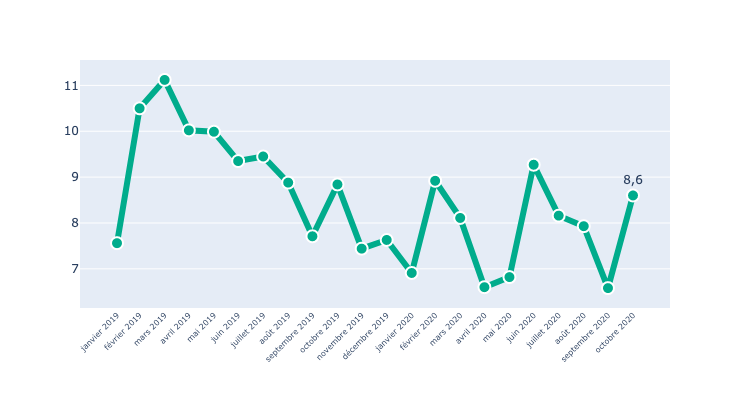 11
10
9
8
7
8,6
janvier 2019
février 2019
mars 2019
avril 2019
mai 2019
juin 2019
juillet 2019
août 2019
septembre 2019
octobre 2019
novembre 2019
décembre 2019
janvier 2020
février 2020
mars 2020
avril 2020
mai 2020
juin 2020
juillet 2020
août 2020
septembre 2020
octobre 2020